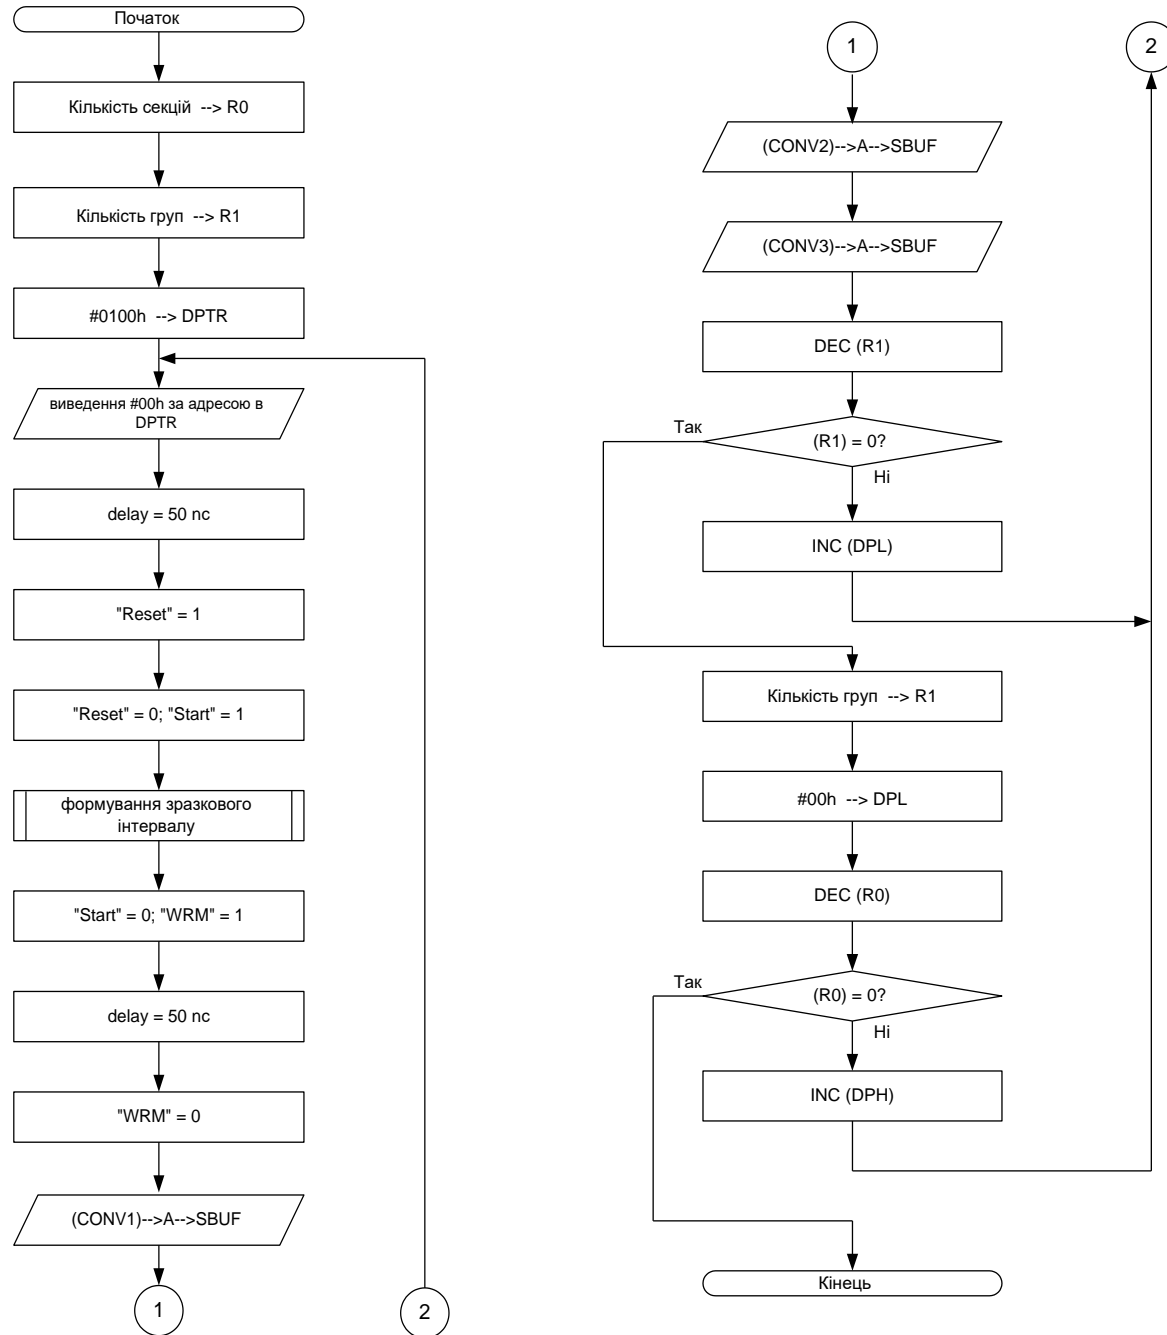 Початок
Кількість секцій --> R0
Кількість груп --> R1
#0100h --> DPTR
виведення #00h за адресою в
DPTR
delay = 50 nc
"Reset" = 1
"Reset" = 0; "Start" = 1
формування зразкового
інтервалу
"Start" = 0; "WRM" = 1
delay = 50 nc
"WRM" = 0
(CONV1)-->A-->SBUF
1
2
1
2
(CONV2)-->A-->SBUF
(CONV3)-->A-->SBUF
DEC (R1)
Так
(R1) = 0?
Ні
INC (DPL)
Кількість груп --> R1
#00h --> DPL
DEC (R0)
Так
(R0) = 0?
Ні
INC (DPH)
Кінець